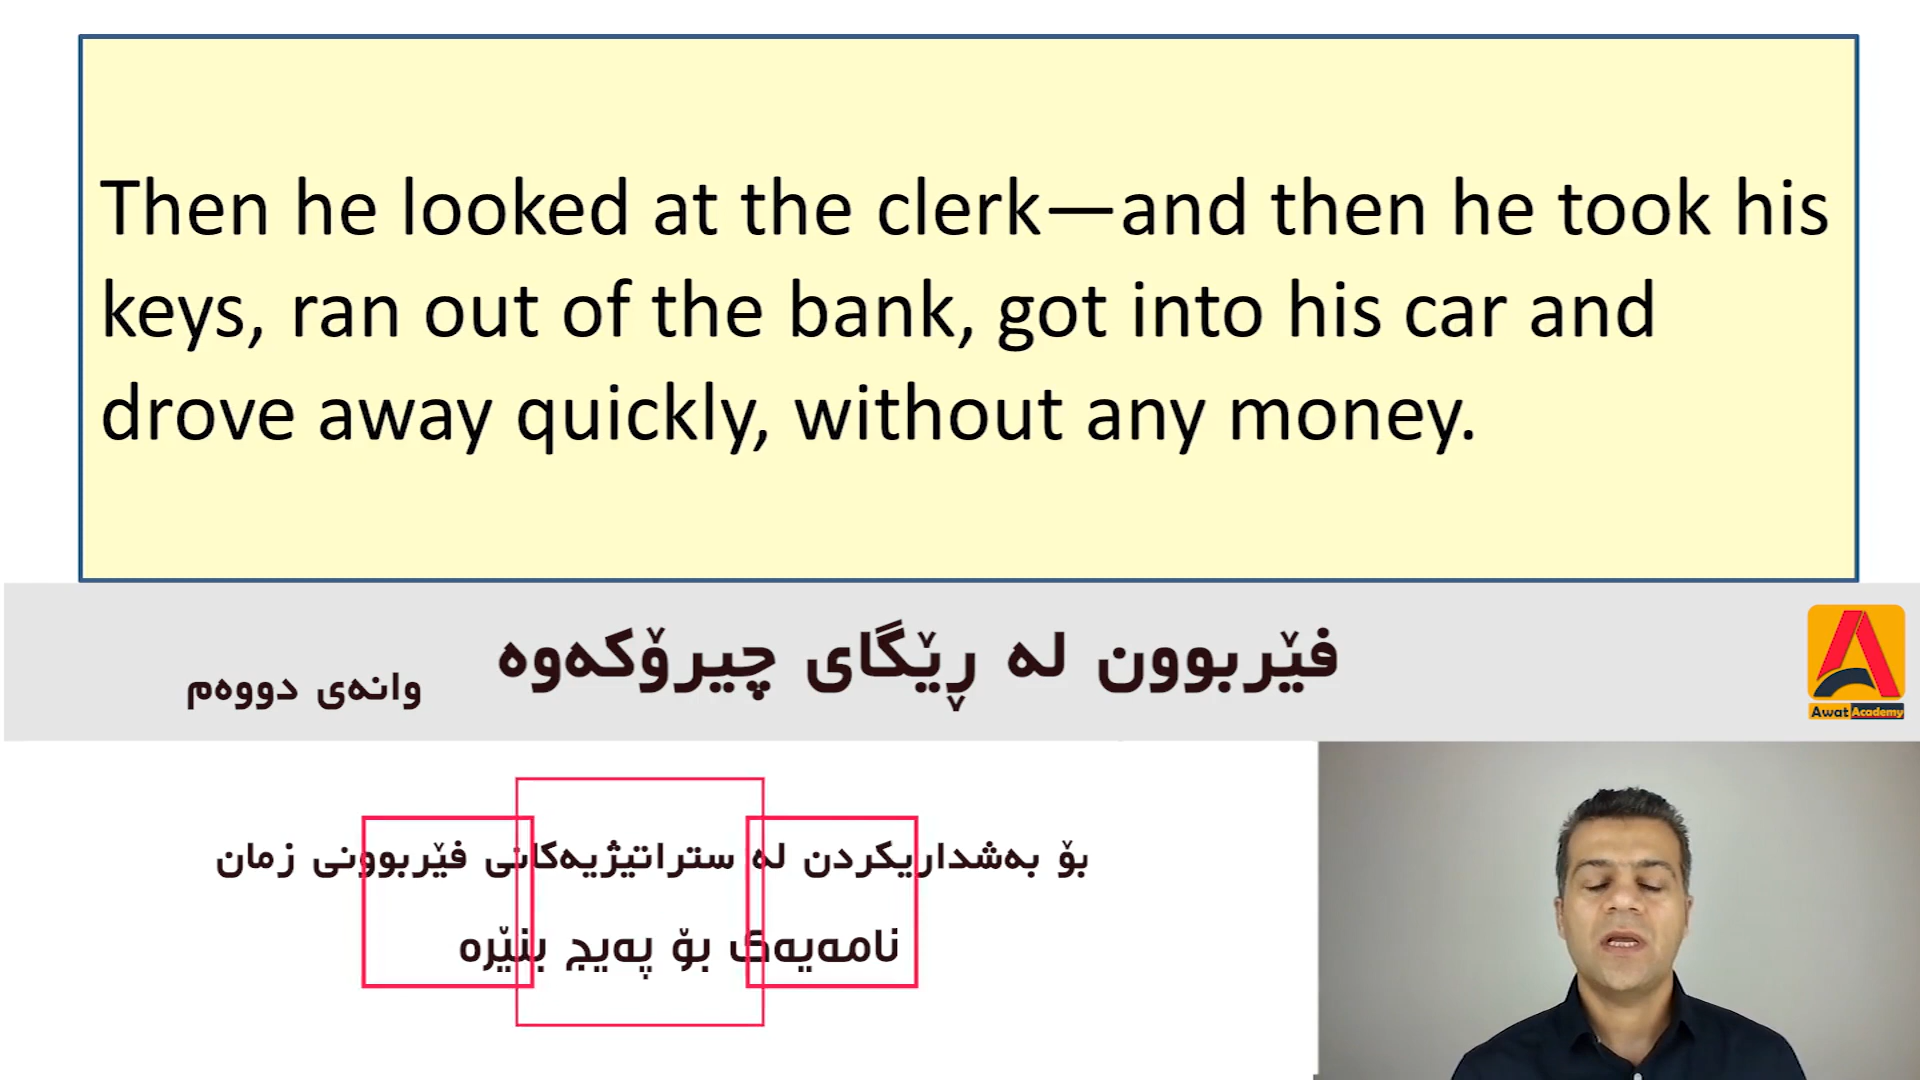 Then he looked at the clerk—and then he took his
keys, ran out of the bank, got into his car and
drove away quickly, without any money.
فێربوون لە ڕێگای چیرۆکەوە
وانەی دووەم
Awat Academy
بۆ بەشداریکردن لە ستراتیژیەکانی فێربوونی زمان
نامەیەک بۆ پەیج بنێرە